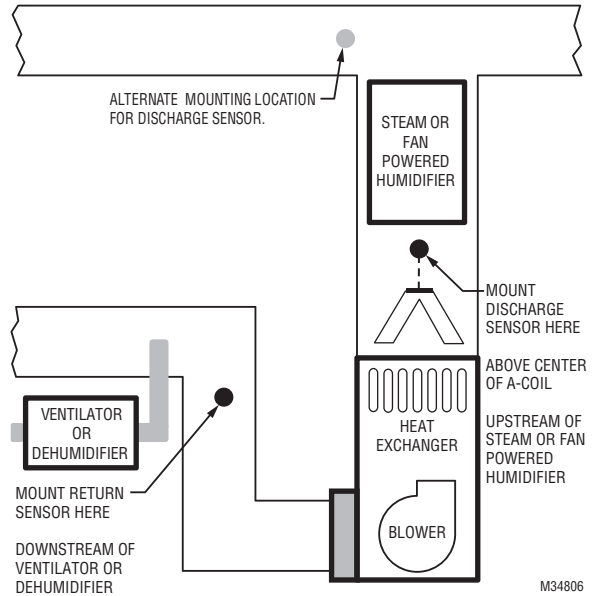 ALTERNATE MOUNTING LOCATION
FOR DISCHARGE SENSOR.
STEAM OR
FAN
POWERED
HUMIDIFIER
MOUNT
DISCHARGE
SENSOR HERE
ABOVE CENTER
OF A-COIL
UPSTREAM OF
STEAM OR FAN
POWERED
HUMIDIFIER
HEAT
EXCHANGER
BLOWER
VENTILATOR
OR
DEHUMIDIFIER
MOUNT RETURN
SENSOR HERE
DOWNSTREAM OF
VENTILATOR OR
DEHUMIDIFIER
M34806